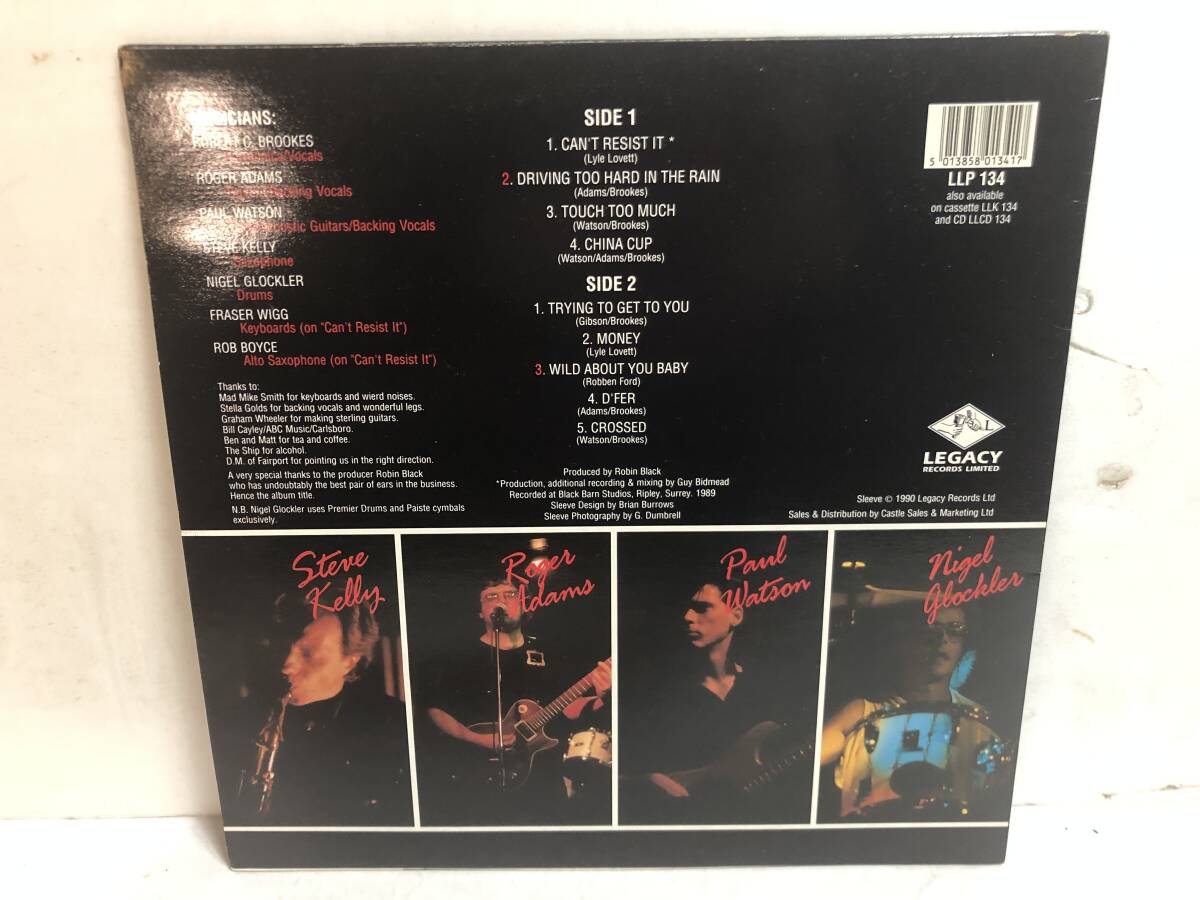 MUSICIANS:
ROBERT C. BROOKES
Vocals
ROGER ADAMS
Backing Vocals
PAUL WATSON
Acoustic Guitars/Backing Vocals
STEVE KELLY
Saxophone
NIGEL GLOCKLER
Drums
FRASER WIGG
Keyboards (on "Can't Resist It")
ROB BOYCE
Alto Saxophone (on "Can't Resist It")
Thanks to:
Mad Mike Smith for keyboards and wierd noises.
Stella Golds for backing vocals and wonderful legs.
Graham Wheeler for making sterling guitars.
Bill Cayley/ABC Music/Carlsboro.
Ben and Matt for tea and coffee.
The Ship for alcohol.
D.M. of Fairport for pointing us in the right direction.
A very special thanks to the producer Robin Black
who has undoubtably the best pair of ears in the business.
Hence the album title.
N.B. Nigel Glockler uses Premier Drums and Paiste cymbals
exclusively.
SIDE 1
1. CAN'T RESIST IT *
(Lyle Lovett)
2. DRIVING TOO HARD IN THE RAIN
(Adams/Brookes)
3. TOUCH TOO MUCH
(Watson/Brookes)
4. CHINA CUP
(Watson/Adams/Brookes)
SIDE 2
1. TRYING TO GET TO YOU
(Gibson/Brookes)
2. MONEY
(Lyle Lovett)
3. WILD ABOUT YOU BABY
(Robben Ford)
4. D'FER
(Adams/Brookes)
5. CROSSED
(Watson/Brookes)
Produced by Robin Black
*Production, additional recording & mixing by Guy Bidmead
Recorded at Black Barn Studios, Ripley, Surrey. 1989
Sleeve Design by Brian Burrows
Sleeve Photography by G. Dumbrell
5 013858 013417
LLP 134
also available
on cassette LLK 134
and CD LLCD 134
L
LEGACY
RECORDS LIMITED
Sleeve © 1990 Legacy Records Ltd
Sales & Distribution by Castle Sales & Marketing Ltd
Steve
Kelly
Roger
Adams
Paul
Watson
Nigel
Glockler